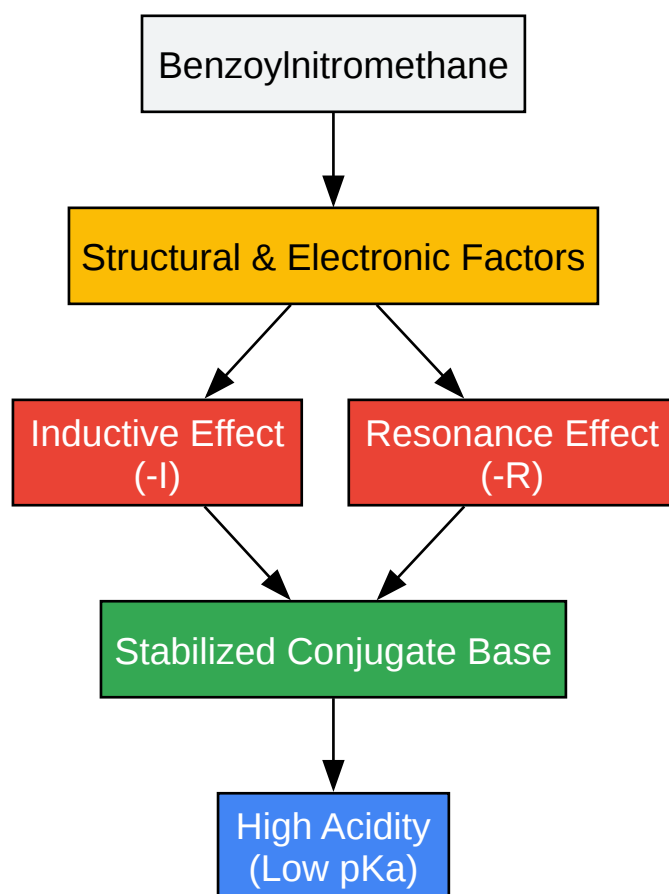 Benzoylnitromethane
Structural & Electronic Factors
Inductive Effect
(-I)
Resonance Effect
(-R)
Stabilized Conjugate Base
High Acidity
(Low pKa)